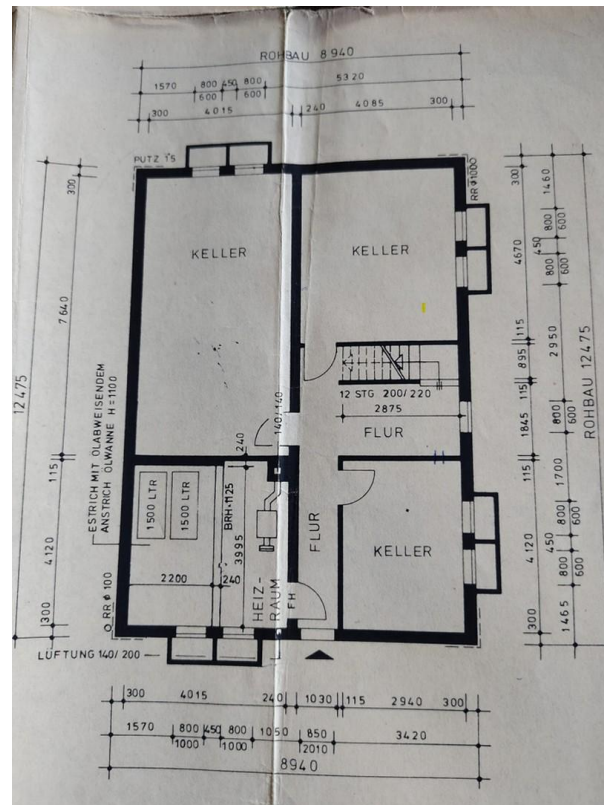 ROHBAU 8940
1570 800 450 800 5320
600 600
300 4015 240 4085 300
PUTZ 15
RR ⌀ 1000
KELLER
KELLER
12 STG 200/220
2875
FLUR
140/140
240
ESTRICH MIT ÖLABWEISENDEM
ANSTRICH ÖLWANNE H=1100
1500 LTR
1500 LTR
BRH=1125
3995
2200
240
HEIZ-
RAUM
FH
FLUR
KELLER
RR ⌀ 100
LÜFTUNG 140/200
12475
300
7640
115
4120
300
300
4670
115
895
115
1845
115
4120
300
1460
800
600
450
800
600
2950
800
600
1700
800
600
450
800
600
1465
ROHBAU 12475
300 4015 240 1030 115 2940 300
1570 800 450 800 1050 850 3420
1000 1000 2010
8940